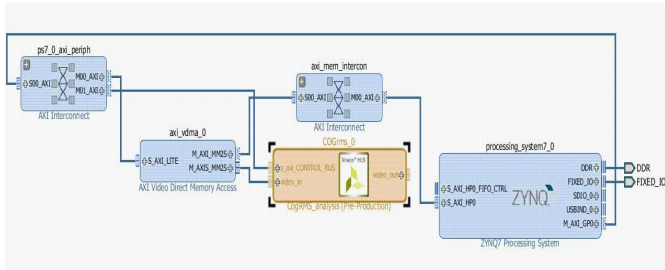 ps7_0_axi_periph
S00_AXI
M00_AXI
M01_AXI
AXI Interconnect
axi_mem_intercon
S00_AXI
M00_AXI
AXI Interconnect
axi_vdma_0
S_AXI_LITE
M_AXI_MM2S
M_AXIS_MM2S
AXI Video Direct Memory Access
COGrms_0
s_axi_CONTROL_BUS
video_in
Vivado™ HLS
video_out
CogRMS_analysis (Pre-Production)
processing_system7_0
S_AXI_HP0_FIFO_CTRL
S_AXI_HP0
ZYNQ
DDR
FIXED_IO
SDIO_0
USBIND_0
M_AXI_GP0
ZYNQ7 Processing System
DDR
FIXED_IO